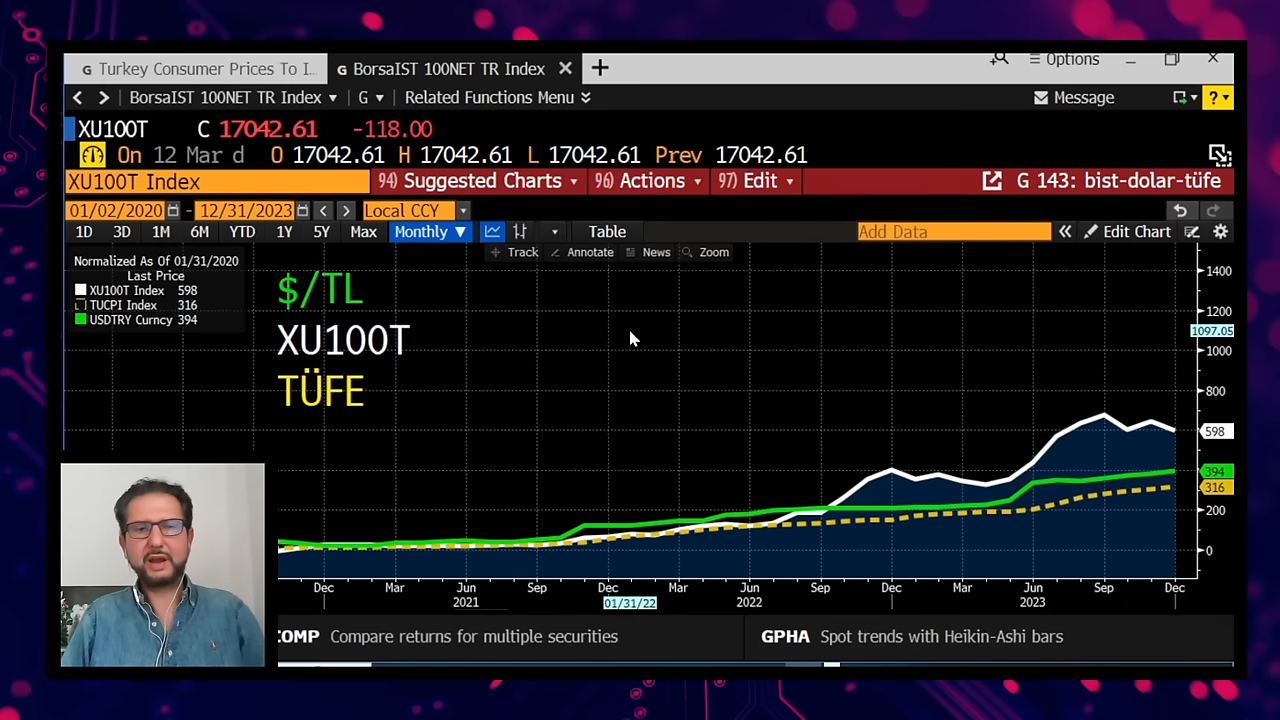 G Turkey Consumer Prices To I..
G BorsaIST 100NET TR Index
Options
BorsaIST 100NET TR Index
G
Related Functions Menu
Message
?
XU100T C 17042.61 -118.00
On 12 Mar d O 17042.61 H 17042.61 L 17042.61 Prev 17042.61
XU100T Index
94) Suggested Charts
96) Actions
97) Edit
G 143: bist-dolar-tüfe
01/02/2020 - 12/31/2023
Local CCY
1D 3D 1M 6M YTD 1Y 5Y Max Monthly
Table
Add Data
Edit Chart
Track Annotate News Zoom
Normalized As Of 01/31/2020
Last Price
XU100T Index 598
TUCPI Index 316
USDTRY Curncy 394
$/TL
XU100T
TÜFE
1400
1200
1097.05
1000
800
598
394
316
200
0
Dec Mar Jun Sep Dec Mar Jun Sep Dec Mar Jun Sep Dec
2021 01/31/22 2022 2023
COMP Compare returns for multiple securities
GPHA Spot trends with Heikin-Ashi bars